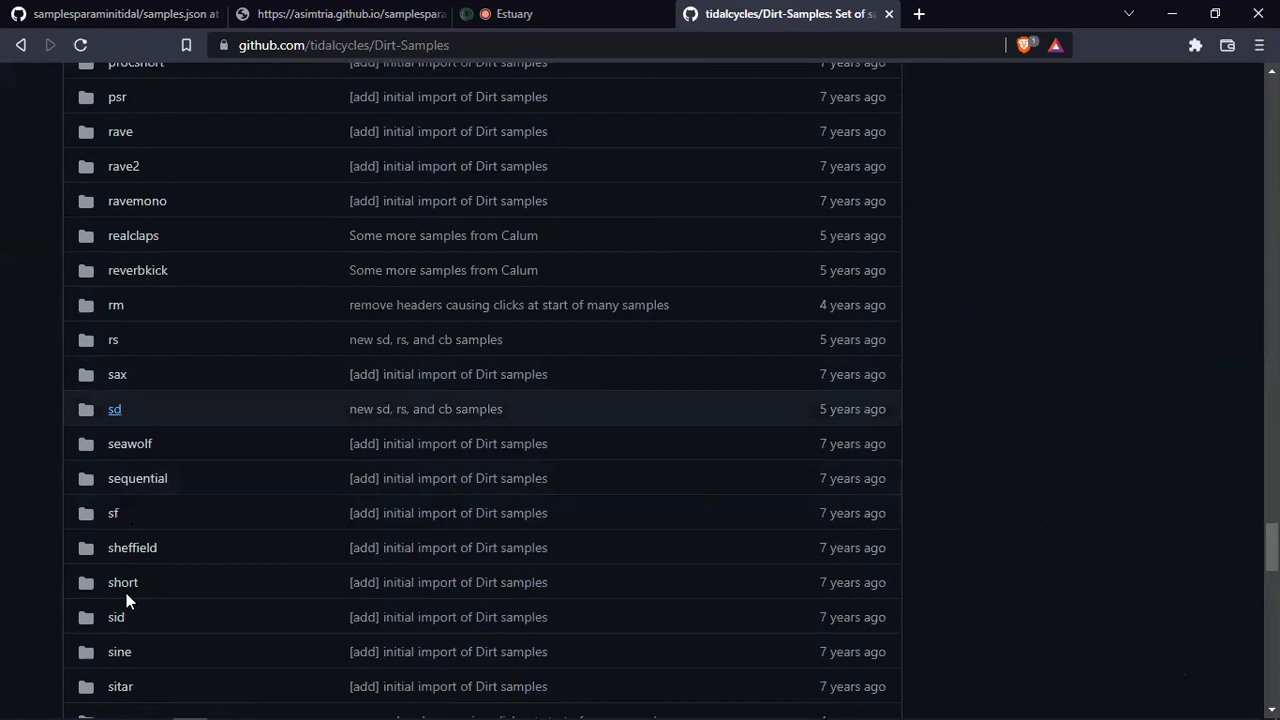 samplesparaminitidal/samples.json at
https://asimtria.github.io/samplespara
Estuary
tidalcycles/Dirt-Samples: Set of s
github.com/tidalcycles/Dirt-Samples
1
procshort [add] initial import of Dirt samples 7 years ago
psr [add] initial import of Dirt samples 7 years ago
rave [add] initial import of Dirt samples 7 years ago
rave2 [add] initial import of Dirt samples 7 years ago
ravemono [add] initial import of Dirt samples 7 years ago
realclaps Some more samples from Calum 5 years ago
reverbkick Some more samples from Calum 5 years ago
rm remove headers causing clicks at start of many samples 4 years ago
rs new sd, rs, and cb samples 5 years ago
sax [add] initial import of Dirt samples 7 years ago
sd new sd, rs, and cb samples 5 years ago
seawolf [add] initial import of Dirt samples 7 years ago
sequential [add] initial import of Dirt samples 7 years ago
sf [add] initial import of Dirt samples 7 years ago
sheffield [add] initial import of Dirt samples 7 years ago
short [add] initial import of Dirt samples 7 years ago
sid [add] initial import of Dirt samples 7 years ago
sine [add] initial import of Dirt samples 7 years ago
sitar [add] initial import of Dirt samples 7 years ago